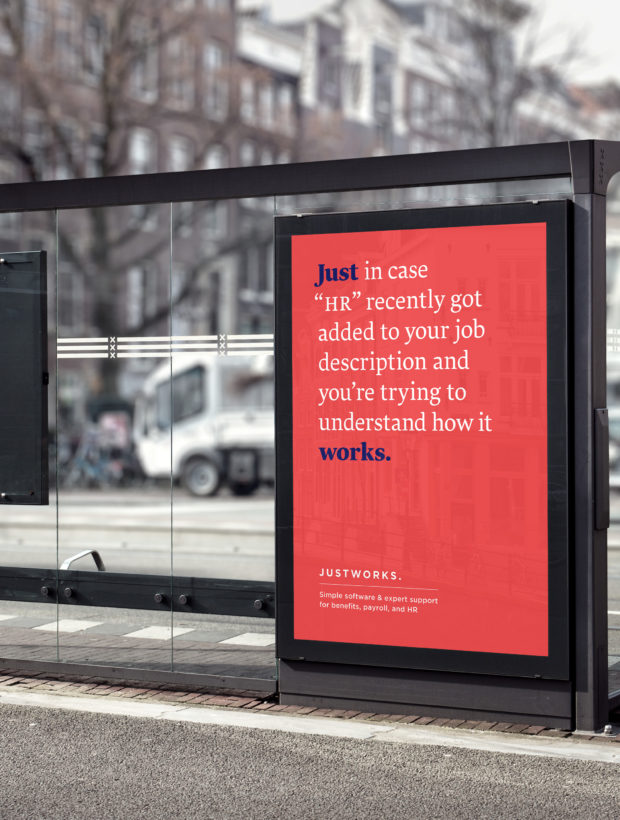 Just in case
“HR” recently got
added to your job
description and
you’re trying to
understand how it
works.
JUSTWORKS.
Simple software & expert support
for benefits, payroll, and HR